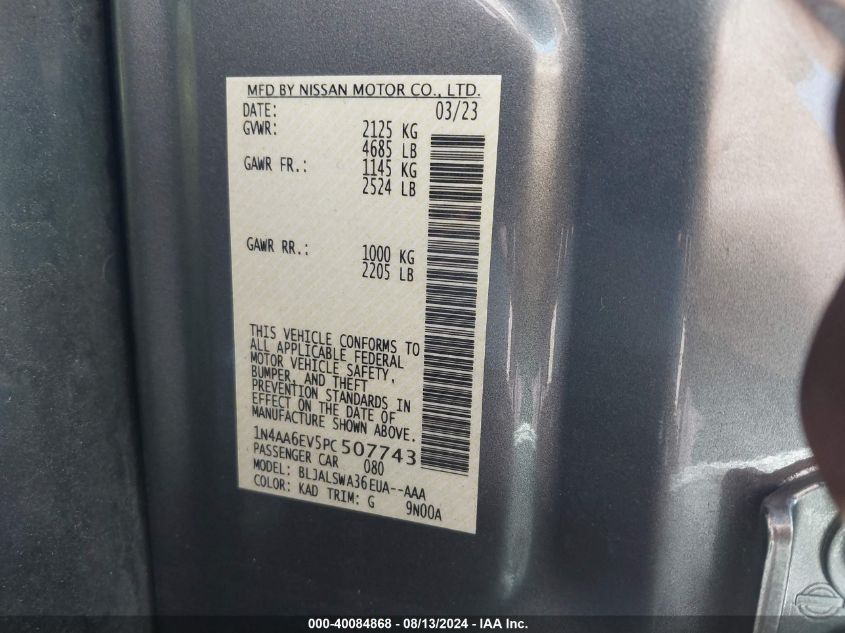 MFD BY NISSAN MOTOR CO., LTD.
DATE: 03/23
GVWR: 2125 KG
4685 LB
GAWR FR.: 1145 KG
2524 LB
GAWR RR.: 1000 KG
2205 LB
THIS VEHICLE CONFORMS TO
ALL APPLICABLE FEDERAL
MOTOR VEHICLE SAFETY,
BUMPER, AND THEFT
PREVENTION STANDARDS IN
EFFECT ON THE DATE OF
MANUFACTURE SHOWN ABOVE.
1N4AA6EV5PC507743
PASSENGER CAR 080
MODEL: BLJALSWA36EUA--AAA
COLOR: KAD TRIM: G 9N00A
000-40084868 - 08/13/2024 - IAA Inc.